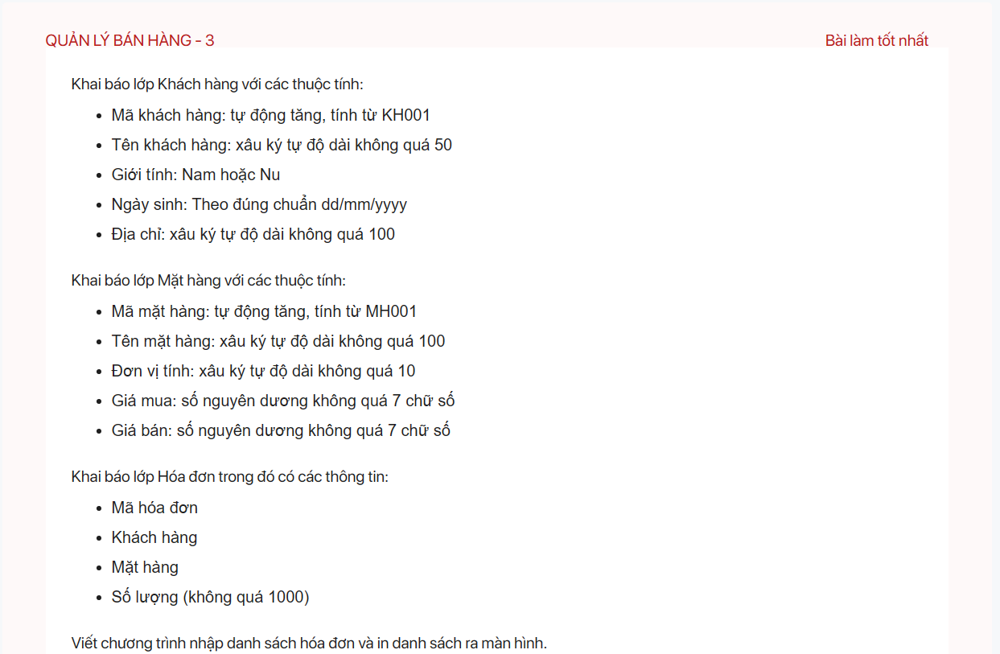 QUẢN LÝ BÁN HÀNG - 3
Bài làm tốt nhất
Khai báo lớp Khách hàng với các thuộc tính:
• Mã khách hàng: tự động tăng, tính từ KH001
• Tên khách hàng: xâu ký tự độ dài không quá 50
• Giới tính: Nam hoặc Nu
• Ngày sinh: Theo đúng chuẩn dd/mm/yyyy
• Địa chỉ: xâu ký tự độ dài không quá 100
Khai báo lớp Mặt hàng với các thuộc tính:
• Mã mặt hàng: tự động tăng, tính từ MH001
• Tên mặt hàng: xâu ký tự độ dài không quá 100
• Đơn vị tính: xâu ký tự độ dài không quá 10
• Giá mua: số nguyên dương không quá 7 chữ số
• Giá bán: số nguyên dương không quá 7 chữ số
Khai báo lớp Hóa đơn trong đó có các thông tin:
• Mã hóa đơn
• Khách hàng
• Mặt hàng
• Số lượng (không quá 1000)
Viết chương trình nhập danh sách hóa đơn và in danh sách ra màn hình.